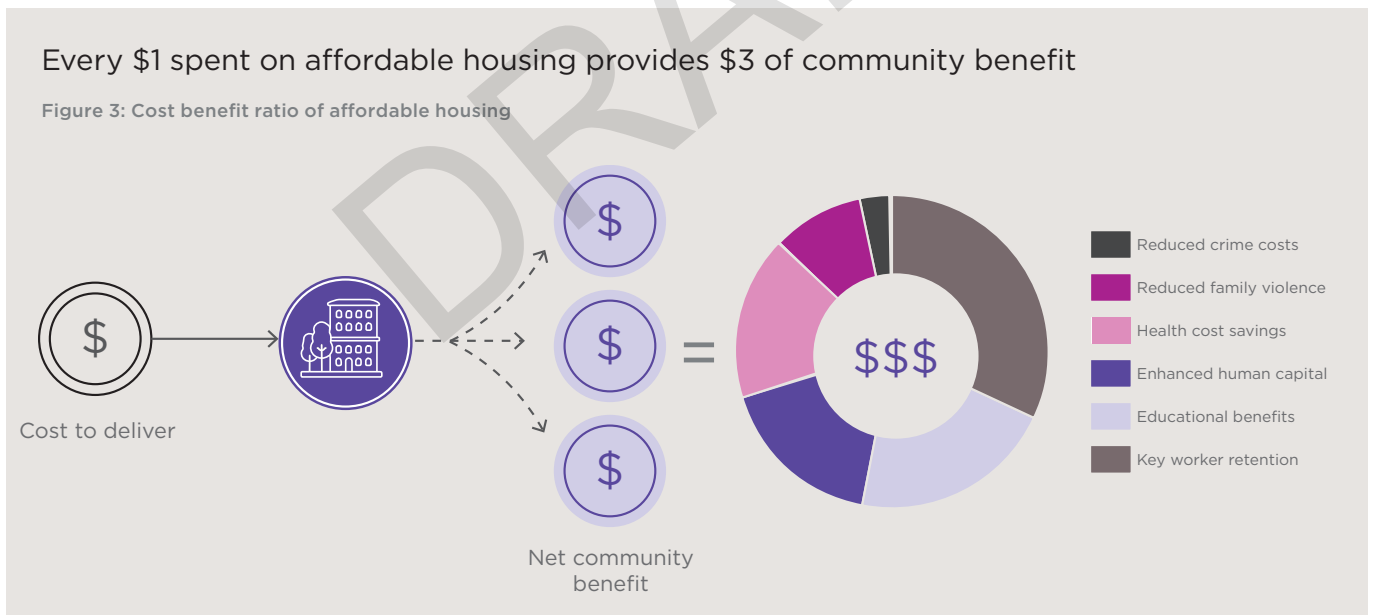 Every $1 spent on affordable housing provides $3 of community benefit
Figure 3: Cost benefit ratio of affordable housing
$
Cost to deliver
$
$
$
Net community
benefit
=
$$$
Reduced crime costs
Reduced family violence
Health cost savings
Enhanced human capital
Educational benefits
Key worker retention